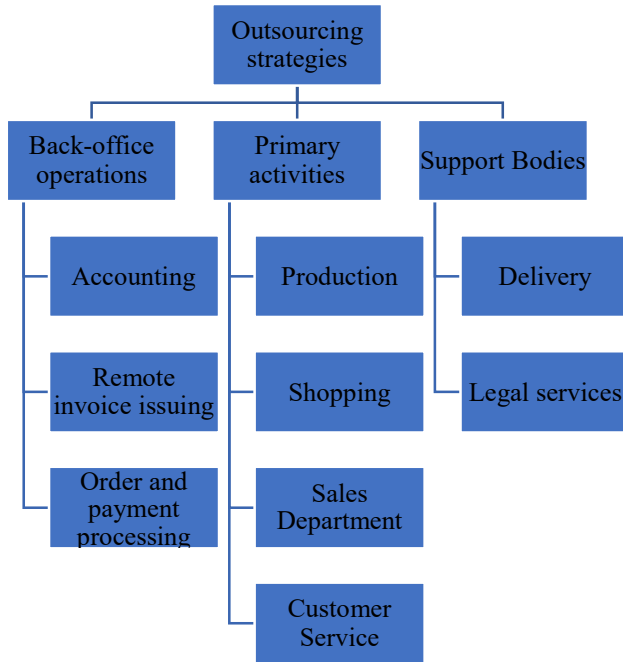 Outsourcing
strategies
Back-office
operations
Accounting
Remote
invoice issuing
Order and
payment
processing
Primary
activities
Production
Shopping
Sales
Department
Customer
Service
Support Bodies
Delivery
Legal services